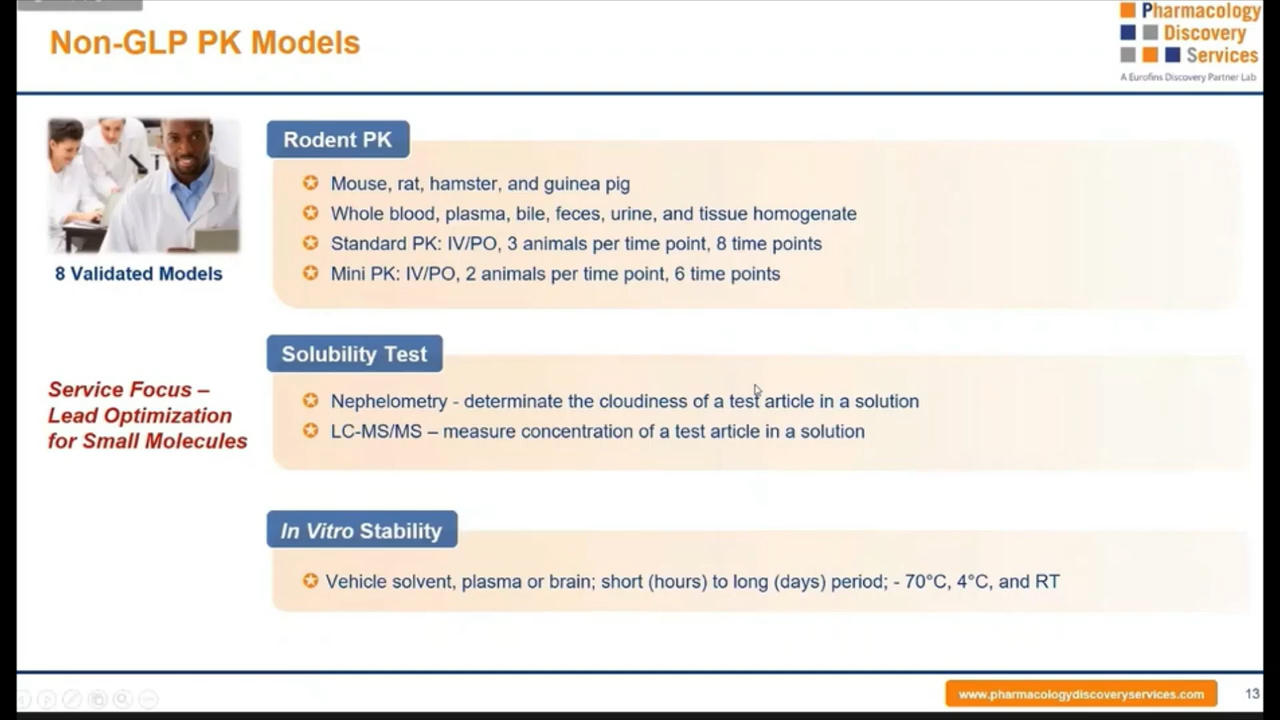 Non-GLP PK Models
Pharmacology
Discovery
Services
A Eurofins Discovery Partner Lab
8 Validated Models
Service Focus –
Lead Optimization
for Small Molecules
Rodent PK
Mouse, rat, hamster, and guinea pig
Whole blood, plasma, bile, feces, urine, and tissue homogenate
Standard PK: IV/PO, 3 animals per time point, 8 time points
Mini PK: IV/PO, 2 animals per time point, 6 time points
Solubility Test
Nephelometry - determinate the cloudiness of a test article in a solution
LC-MS/MS – measure concentration of a test article in a solution
In Vitro Stability
Vehicle solvent, plasma or brain; short (hours) to long (days) period; - 70°C, 4°C, and RT
www.pharmacologydiscoveryservices.com
13